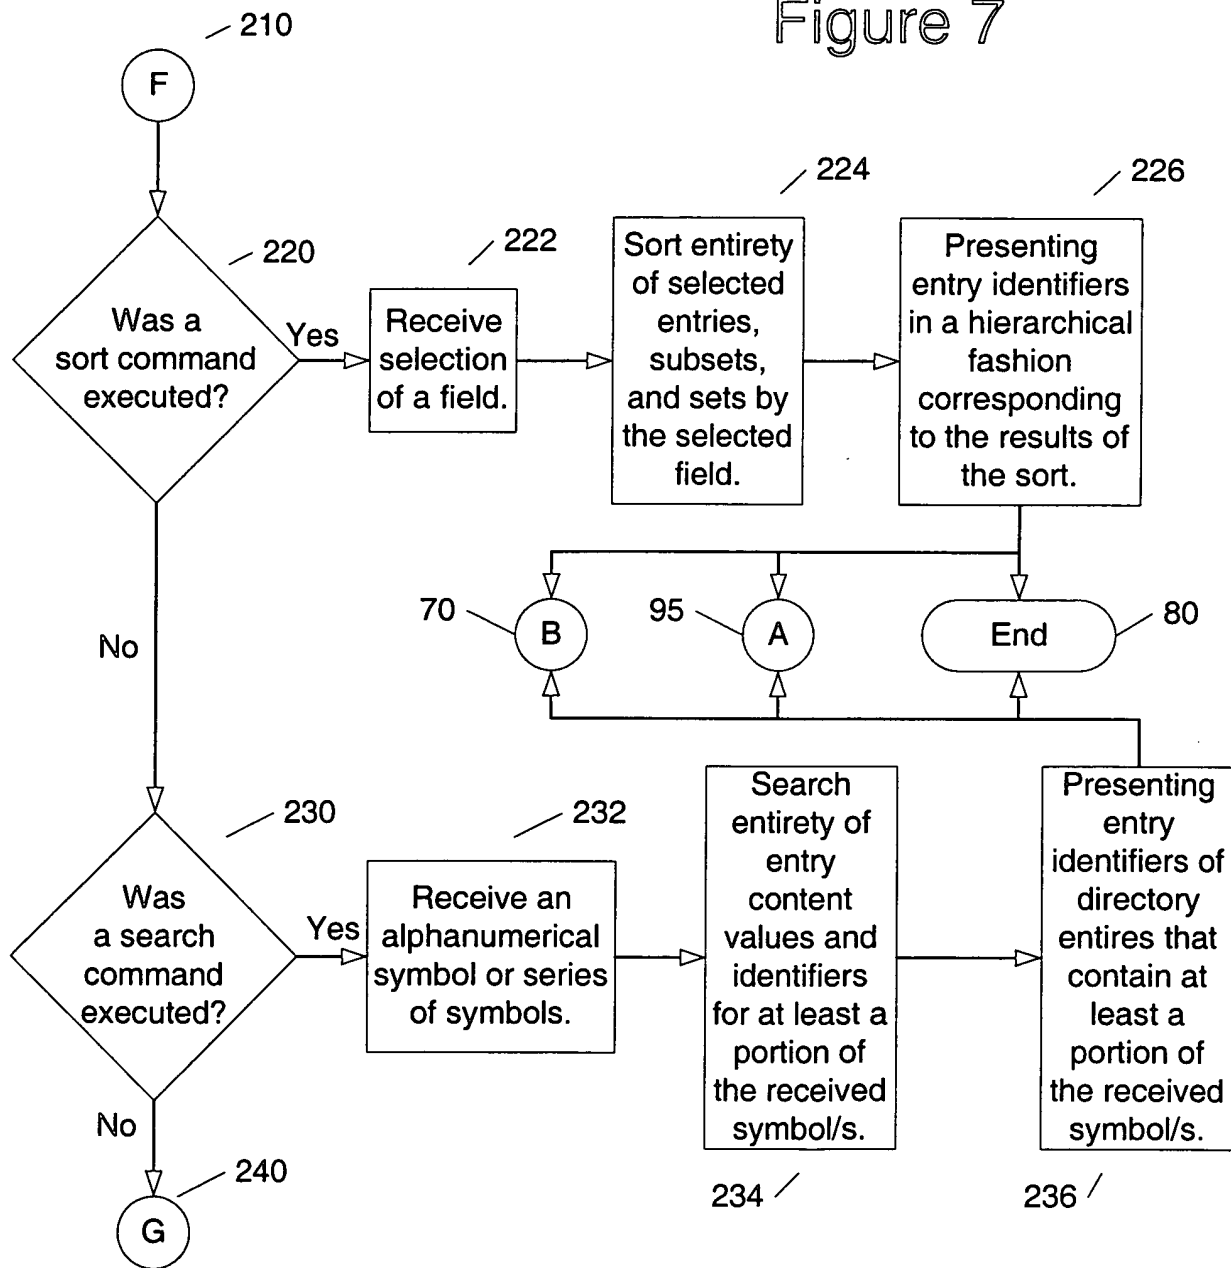 Figure 7
210
F
220
Was a
sort command
executed?
Yes
222
Receive
selection
of a field.
224
Sort entirety
of selected
entries,
subsets,
and sets by
the selected
field.
226
Presenting
entry identifiers
in a hierarchical
fashion
corresponding
to the results of
the sort.
No
70
B
95
A
End
80
230
Was
a search
command
executed?
Yes
232
Receive an
alphanumerical
symbol or series
of symbols.
Search
entirety of
entry
content
values and
identifiers
for at least a
portion of
the received
symbol/s.
234
Presenting
entry
identifiers of
directory
entires that
contain at
least a
portion of
the received
symbol/s.
236
No
240
G